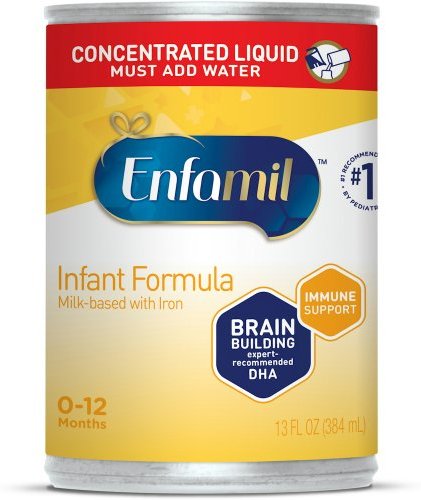 CONCENTRATED LIQUID
MUST ADD WATER
Enfamil™
#1
Infant Formula
Milk-based with Iron
IMMUNE
SUPPORT
BRAIN
BUILDING
expert-
recommended
DHA
0-12
Months
13 FL OZ (384 mL)